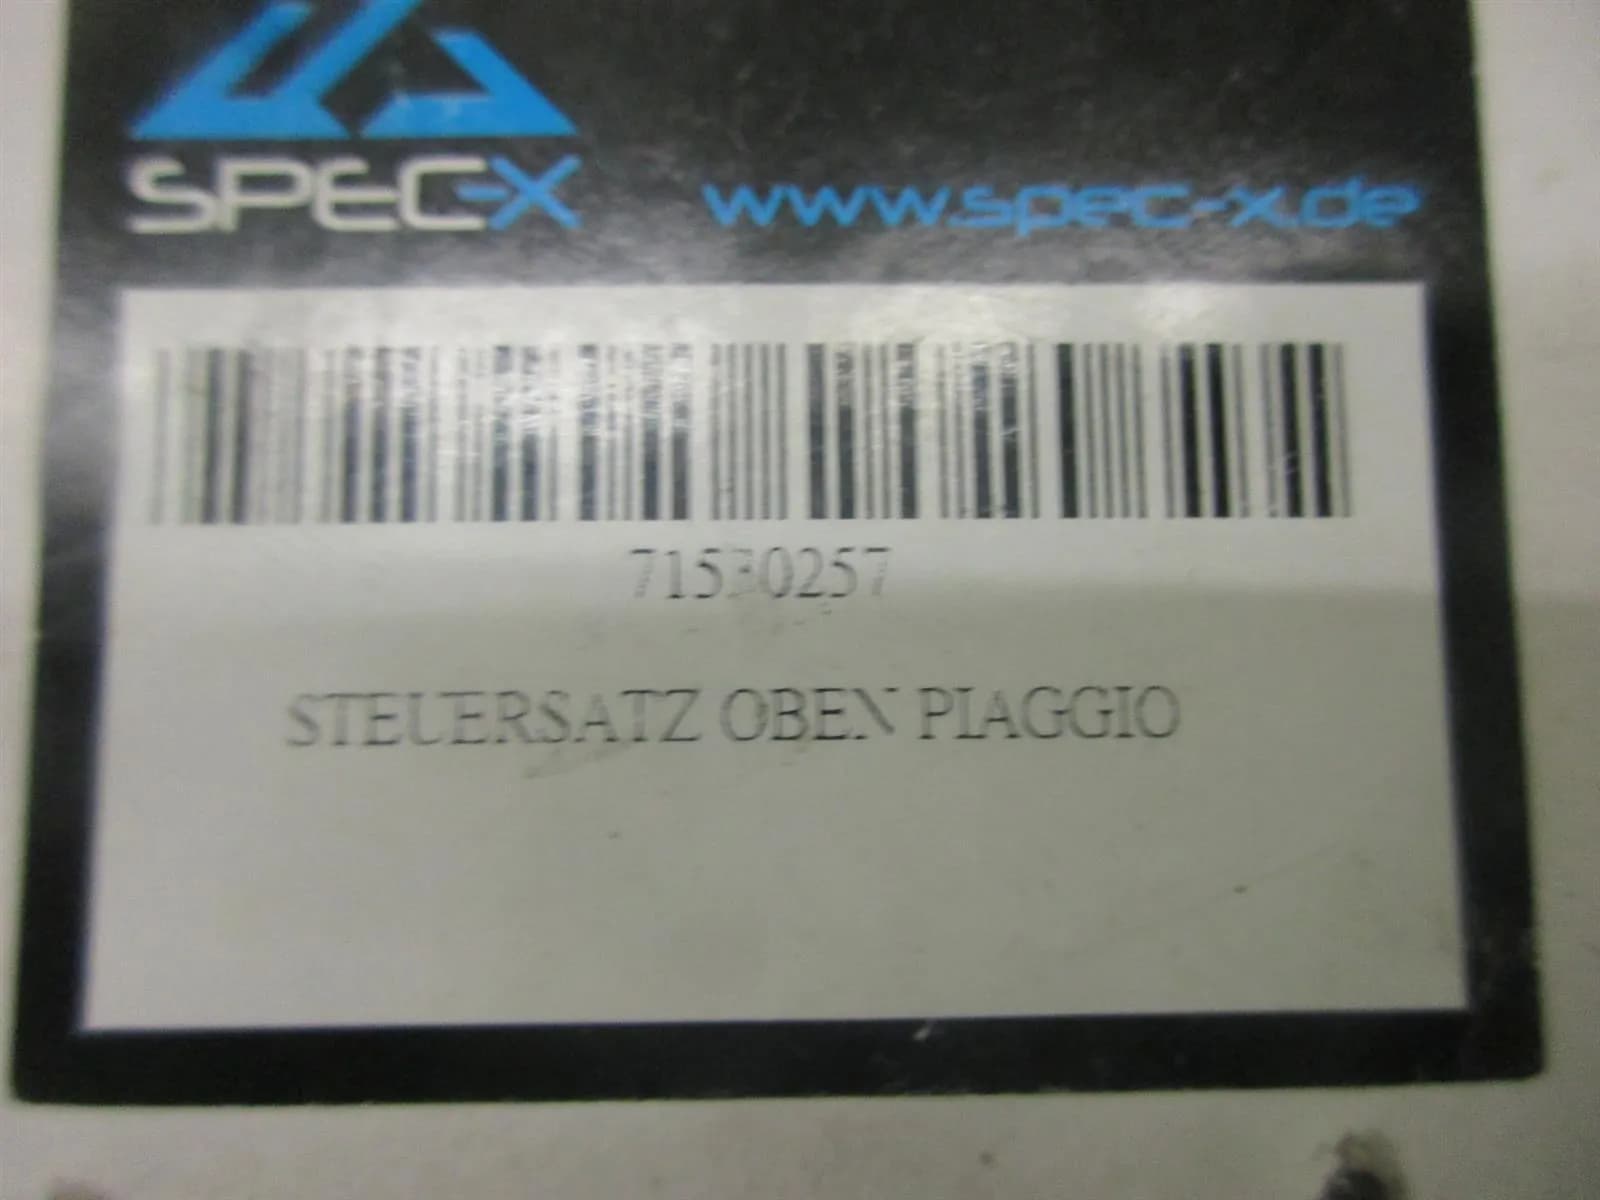 SPEC-X www.spec-x.de
71530257
STEUERSATZ OBEN PIAGGIO